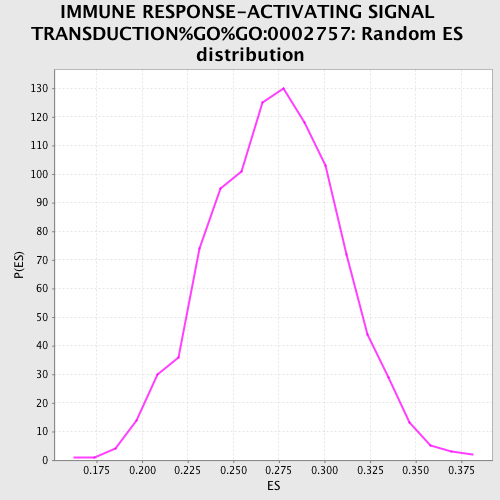 IMMUNE RESPONSE-ACTIVATING SIGNAL
TRANSDUCTION%GO%GO:0002757: Random ES
distribution
130
120
110
100
90
80
70
60
50
40
30
20
10
0
P(ES)
0.175 0.200 0.225 0.250 0.275 0.300 0.325 0.350 0.375
ES